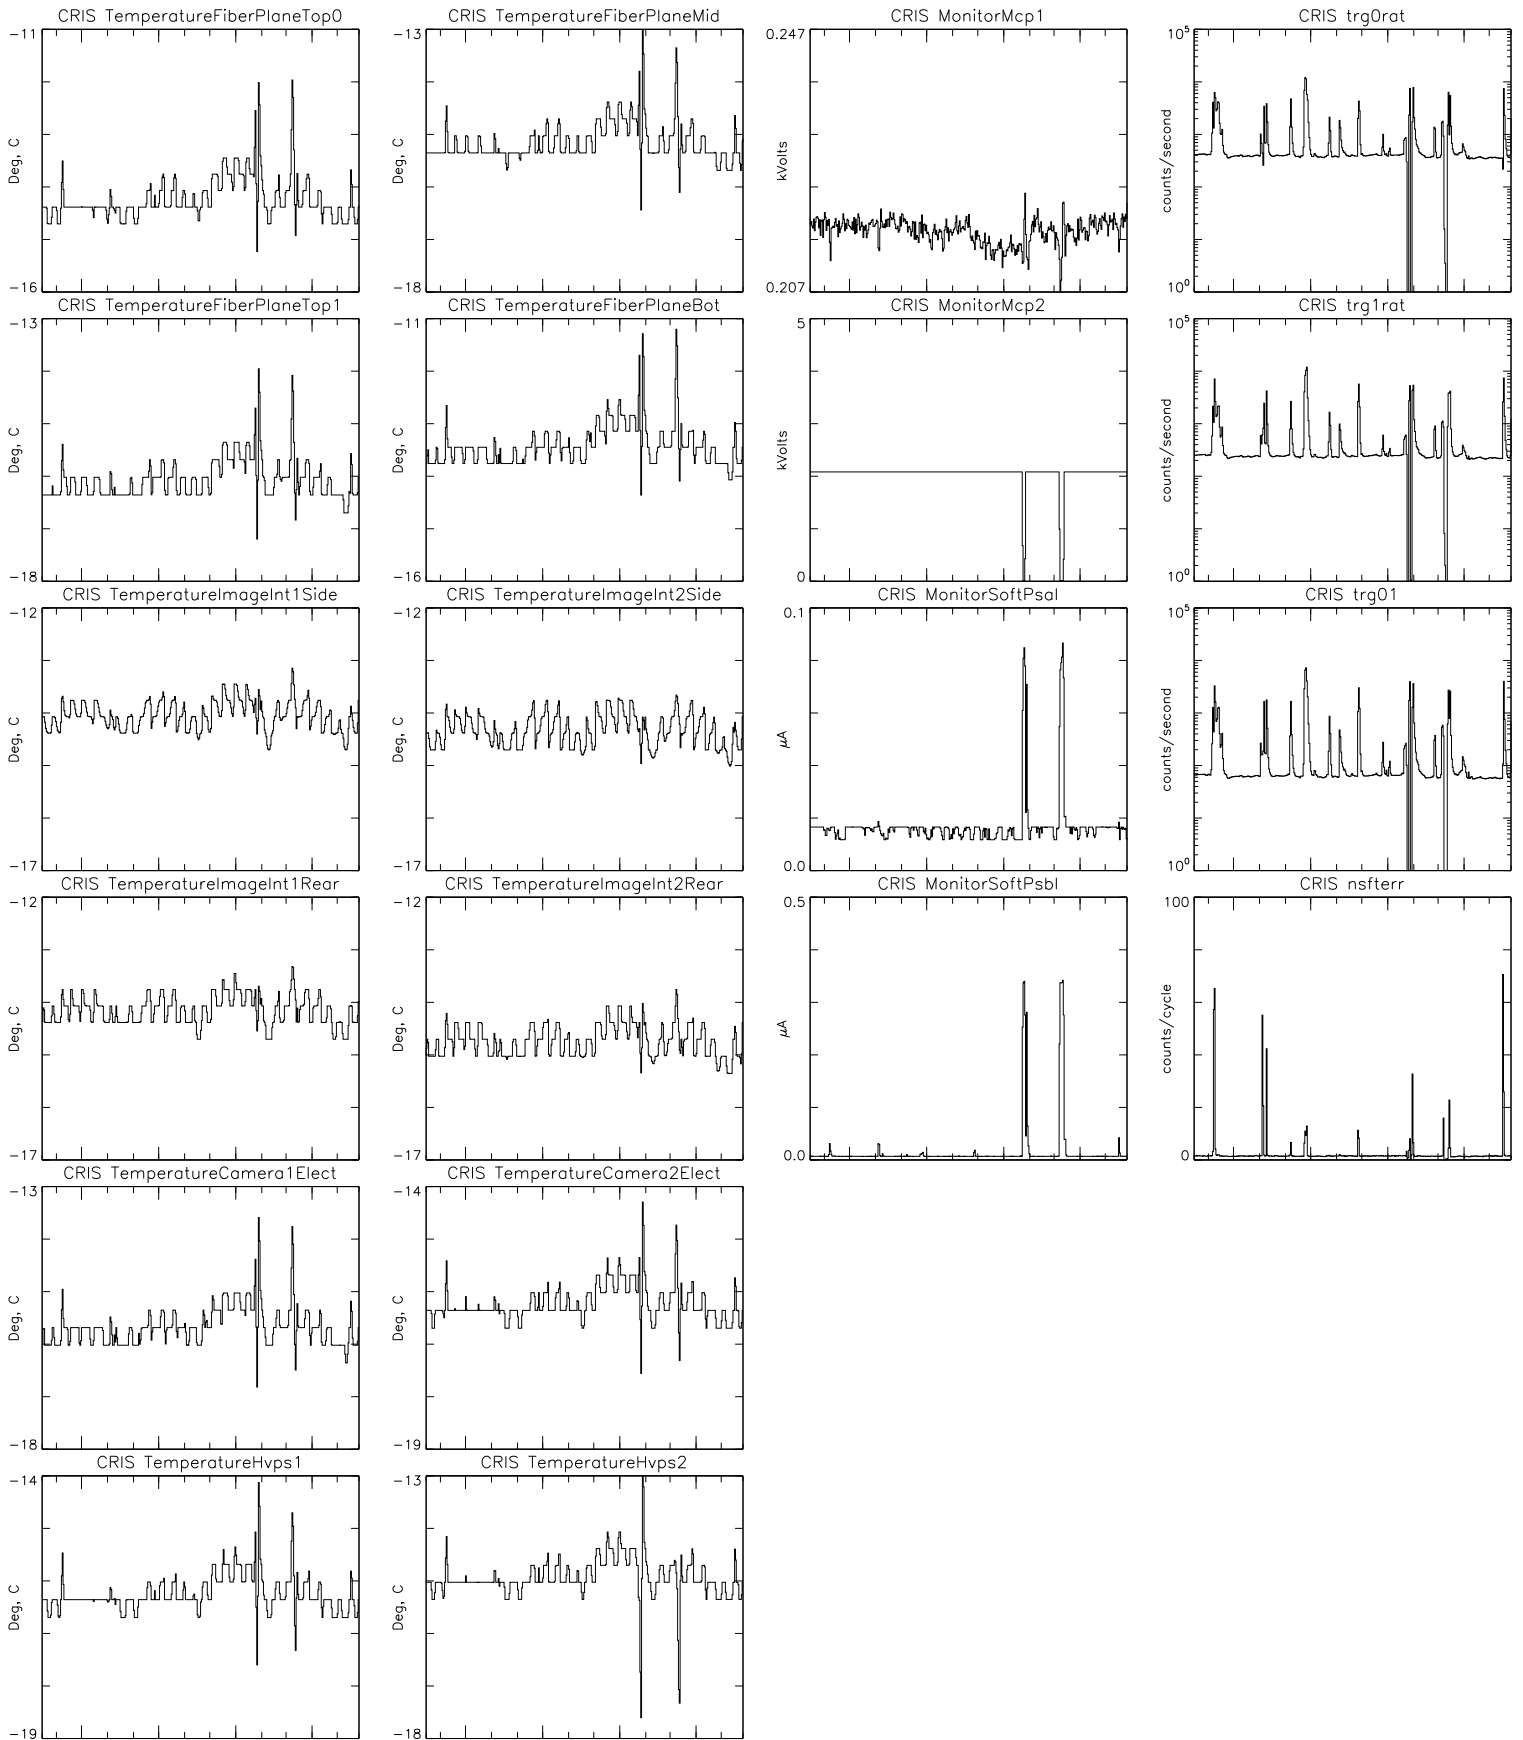 CRIS TemperatureFiberPlaneTop0
CRIS TemperatureFiberPlaneMid
CRIS MonitorMcp1
CRIS trg0rat
-11
Deg, C
-16
-13
Deg, C
-18
0.247
kVolts
0.207
10^5
counts/second
10^0
CRIS TemperatureFiberPlaneTop1
CRIS TemperatureFiberPlaneBot
CRIS MonitorMcp2
CRIS trg1rat
-13
Deg, C
-18
-11
Deg, C
-16
5
kVolts
0
10^5
counts/second
10^0
CRIS TemperatureImageInt1Side
CRIS TemperatureImageInt2Side
CRIS MonitorSoftPsaI
CRIS trg01
-12
Deg, C
-17
-12
Deg, C
-17
0.1
μA
0.0
10^5
counts/second
10^0
CRIS TemperatureImageInt1Rear
CRIS TemperatureImageInt2Rear
CRIS MonitorSoftPsbI
CRIS nsfterr
-12
Deg, C
-17
-12
Deg, C
-17
0.5
μA
0.0
100
counts/cycle
0
CRIS TemperatureCamera1Elect
CRIS TemperatureCamera2Elect
-13
Deg, C
-18
-14
Deg, C
-19
CRIS TemperatureHvps1
CRIS TemperatureHvps2
-14
Deg, C
-19
-13
Deg, C
-18